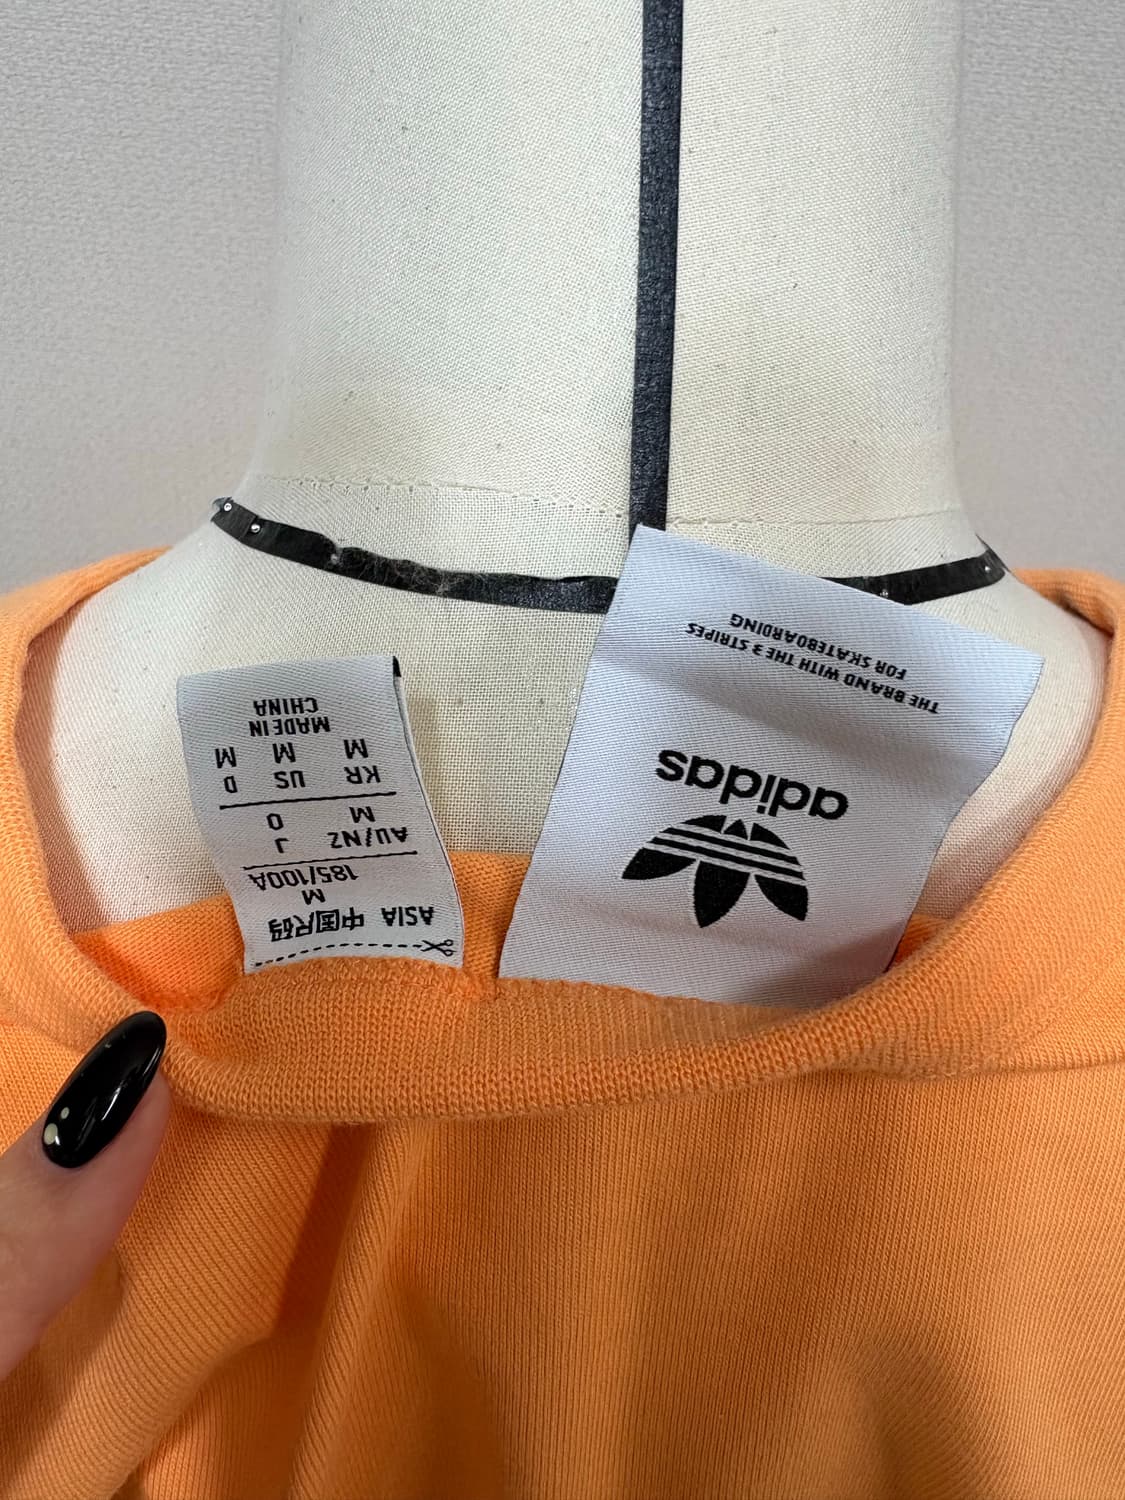 adidas
THE BRAND WITH THE 3 STRIPES
FOR SKATEBOARDING
ASIA 中国尺码
M
185/100A
AU/NZ J
M O
KR US D
M M M
MADE IN
CHINA